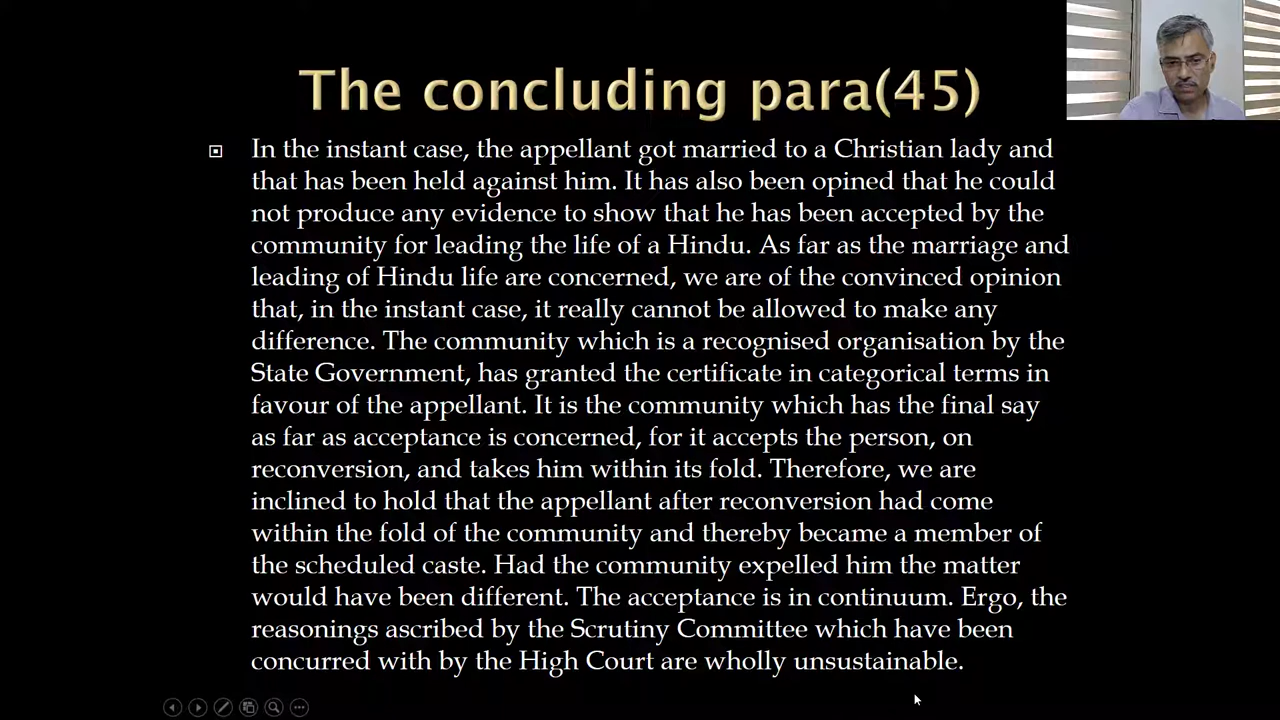 The concluding para(45)
In the instant case, the appellant got married to a Christian lady and
that has been held against him. It has also been opined that he could
not produce any evidence to show that he has been accepted by the
community for leading the life of a Hindu. As far as the marriage and
leading of Hindu life are concerned, we are of the convinced opinion
that, in the instant case, it really cannot be allowed to make any
difference. The community which is a recognised organisation by the
State Government, has granted the certificate in categorical terms in
favour of the appellant. It is the community which has the final say
as far as acceptance is concerned, for it accepts the person, on
reconversion, and takes him within its fold. Therefore, we are
inclined to hold that the appellant after reconversion had come
within the fold of the community and thereby became a member of
the scheduled caste. Had the community expelled him the matter
would have been different. The acceptance is in continuum. Ergo, the
reasonings ascribed by the Scrutiny Committee which have been
concurred with by the High Court are wholly unsustainable.